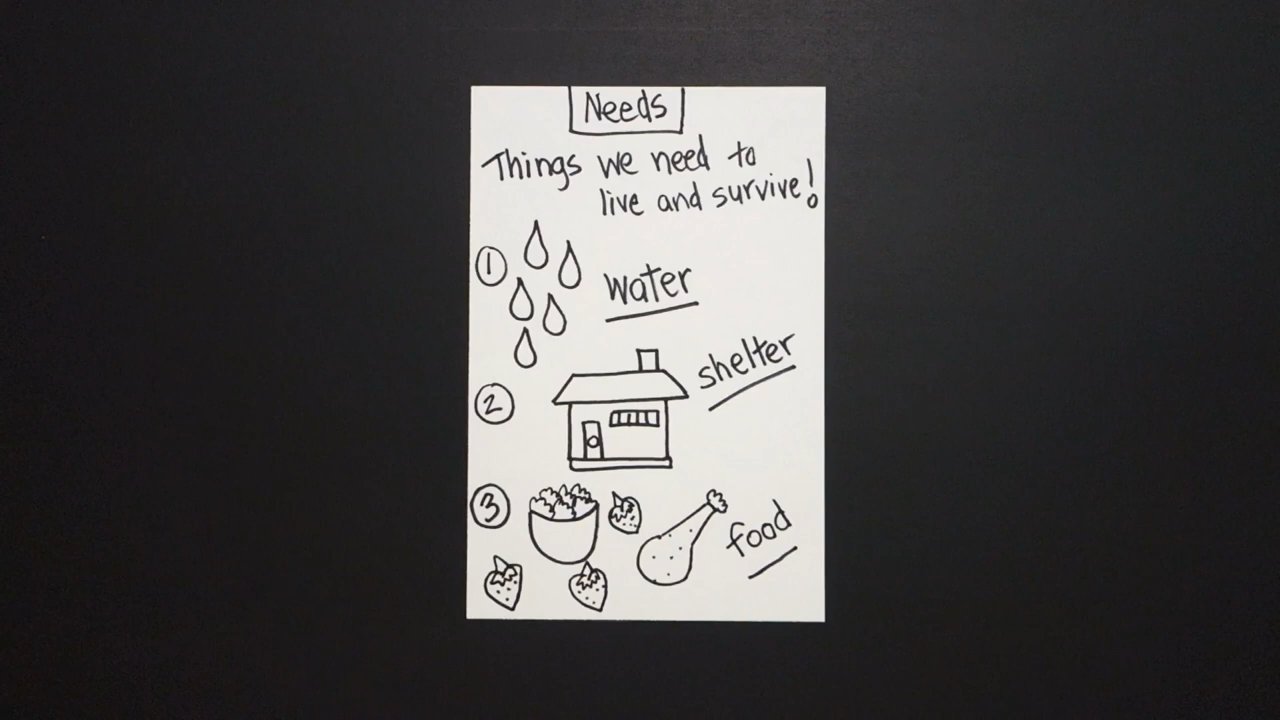 Needs
Things we need to
live and survive!
1
water
shelter
2
3
food